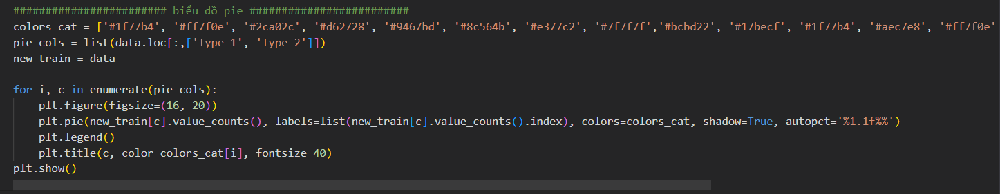 ######################## biểu đồ pie #########################
colors_cat = ['#1f77b4', '#ff7f0e', '#2ca02c', '#d62728', '#9467bd', '#8c564b', '#e377c2', '#7f7f7f','#bcbd22', '#17becf', '#1f77b4', '#aec7e8', '#ff7f0e',
pie_cols = list(data.loc[:,['Type 1', 'Type 2']])
new_train = data
for i, c in enumerate(pie_cols):
    plt.figure(figsize=(16, 20))
    plt.pie(new_train[c].value_counts(), labels=list(new_train[c].value_counts().index), colors=colors_cat, shadow=True, autopct='%1.1f%%')
    plt.legend()
    plt.title(c, color=colors_cat[i], fontsize=40)
plt.show()